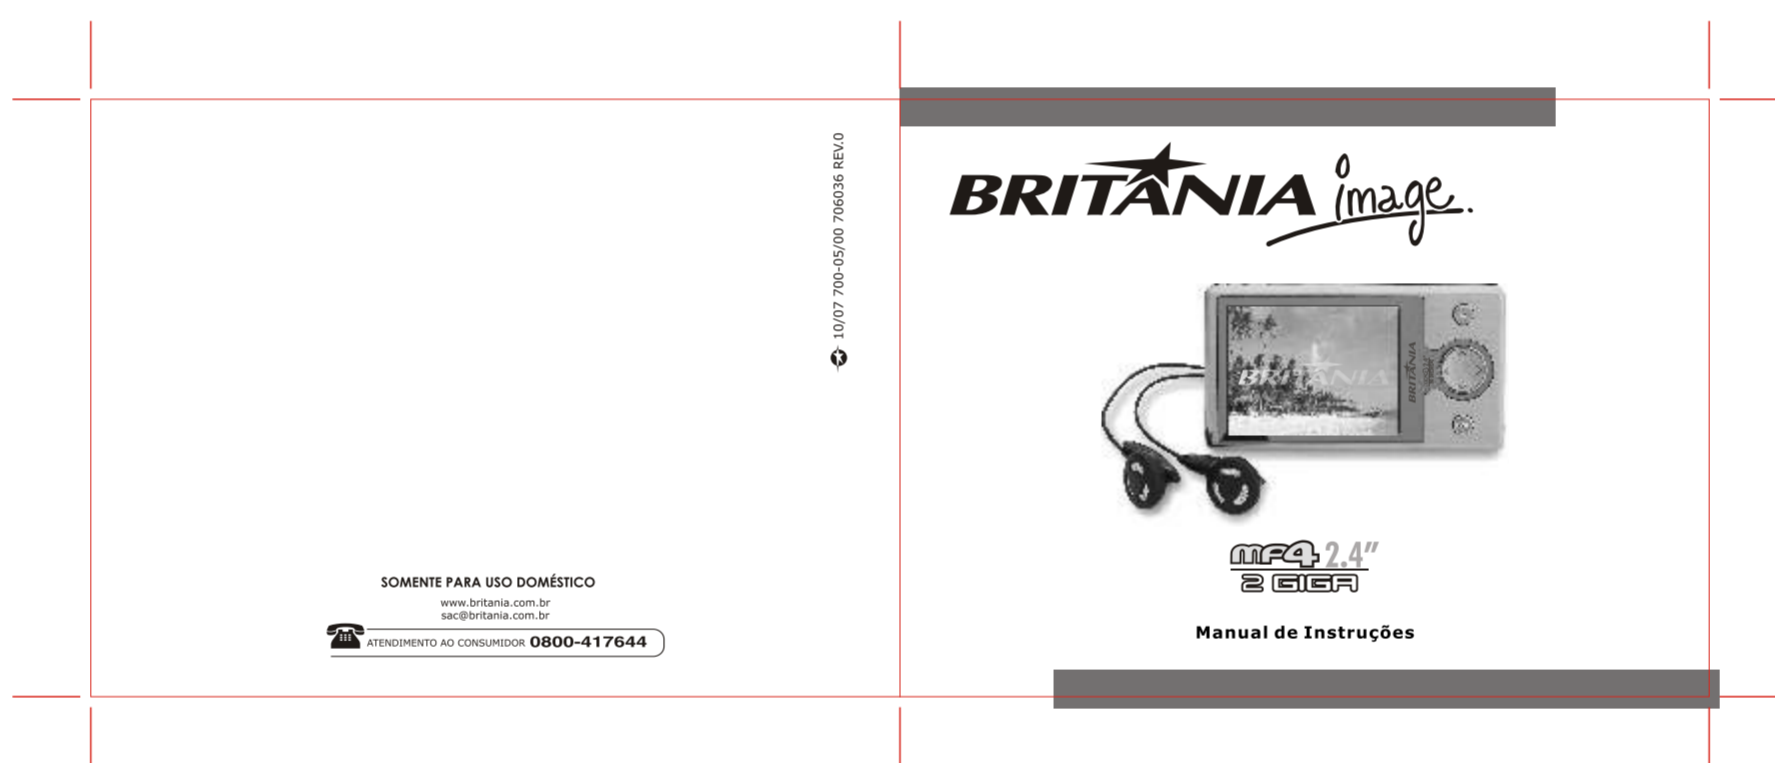 10/07 700-05/00 706036 REV.0
SOMENTE PARA USO DOMÉSTICO
www.britania.com.br
sac@britania.com.br
ATENDIMENTO AO CONSUMIDOR 0800-417644
BRITANIA image.
BRITANIA
BRITANIA
MP4 2.4"
2 GIGA
Manual de Instruções